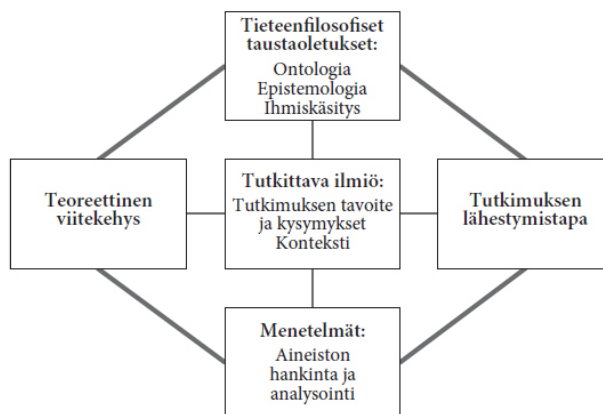 Tieteenfilosofiset
taustaoletukset:
Ontologia
Epistemologia
Ihmiskäsitys
Teoreettinen
viitekehys
Tutkittava ilmiö:
Tutkimuksen tavoite
ja kysymykset
Konteksti
Tutkimuksen
lähestymistapa
Menetelmät:
Aineiston
hankinta ja
analysointi